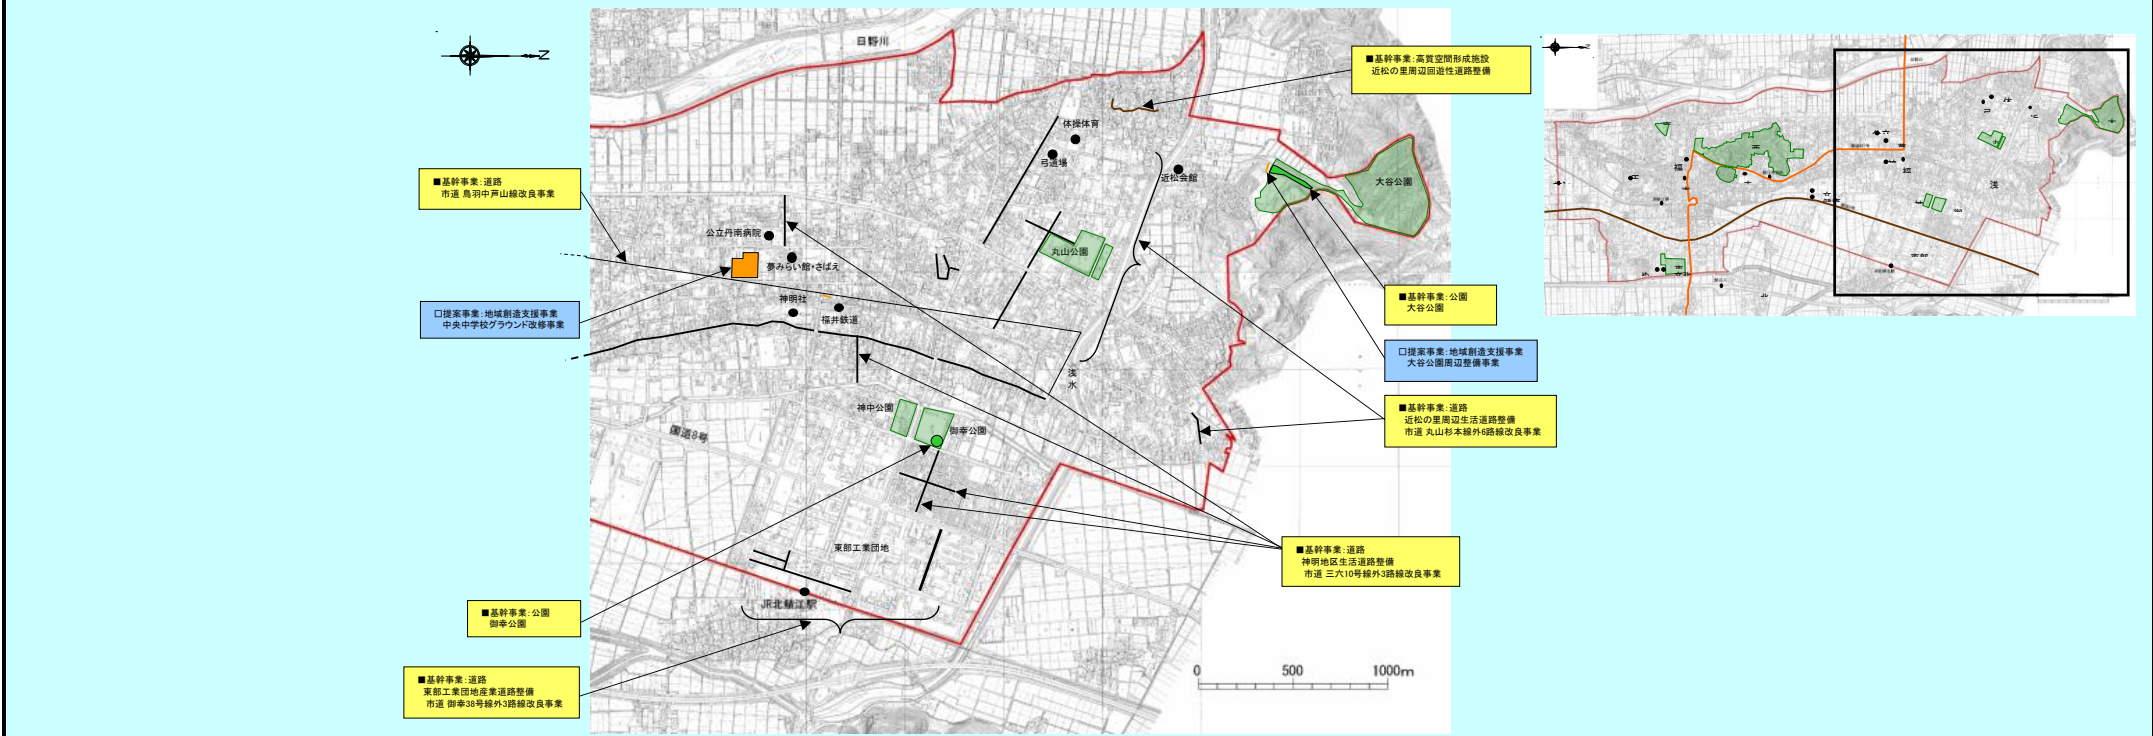 N
日野川
■基幹事業:高質空間形成施設
近松の里周辺回遊性道路整備
体操体育
弓道場
近松会館
大谷公園
■基幹事業:道路
市道 鳥羽中芦山線改良事業
公立丹南病院
夢みらい館・さばえ
丸山公園
神明社
福井鉄道
□提案事業:地域創造支援事業
中央中学校グラウンド改修事業
■基幹事業:公園
大谷公園
□提案事業:地域創造支援事業
大谷公園周辺整備事業
浅水
神中公園
御幸公園
国道8号
■基幹事業:道路
近松の里周辺生活道路整備
市道 丸山杉本線外6路線改良事業
東部工業団地
■基幹事業:道路
神明地区生活道路整備
市道 三六10号線外3路線改良事業
JR北鯖江駅
■基幹事業:公園
御幸公園
■基幹事業:道路
東部工業団地産業道路整備
市道 御幸38号線外3路線改良事業
0 500 1000m